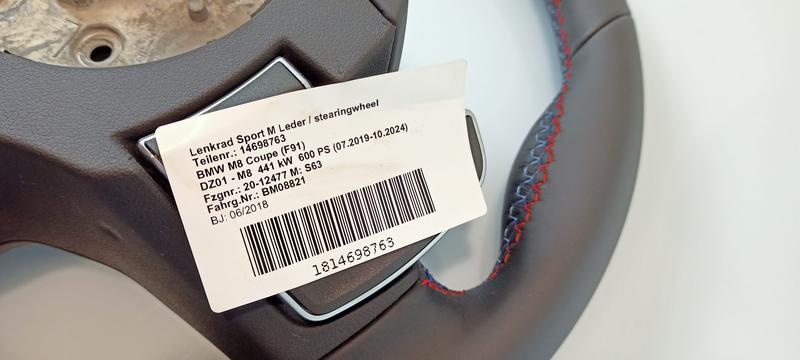 Lenkrad Sport M Leder / steeringwheel
Teilenr.: 14698763
BMW M8 Coupe (F91)
DZ01 - M8 441 kW 600 PS (07.2019-10.2024)
Fzgnr.: 20-12477 M: S63
Fahrg.Nr.: BM08821
BJ: 06/2018
1814698763